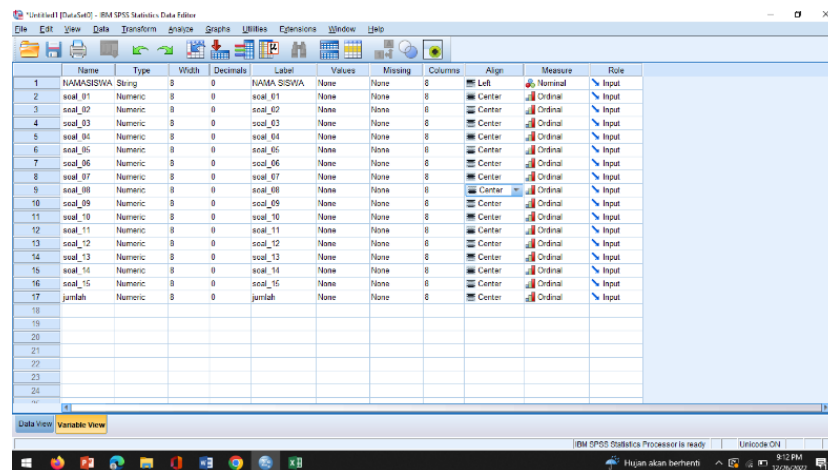 *Untitled1 [DataSet0] - IBM SPSS Statistics Data Editor
File Edit View Data Transform Analyze Graphs Utilities Extensions Window Help
Name Type Width Decimals Label Values Missing Columns Align Measure Role
1 NAMASISWA String 8 0 NAMA SISWA None None 8 Left Nominal Input
2 soal_01 Numeric 8 0 soal_01 None None 8 Center Ordinal Input
3 soal_02 Numeric 8 0 soal_02 None None 8 Center Ordinal Input
4 soal_03 Numeric 8 0 soal_03 None None 8 Center Ordinal Input
5 soal_04 Numeric 8 0 soal_04 None None 8 Center Ordinal Input
6 soal_05 Numeric 8 0 soal_05 None None 8 Center Ordinal Input
7 soal_06 Numeric 8 0 soal_06 None None 8 Center Ordinal Input
8 soal_07 Numeric 8 0 soal_07 None None 8 Center Ordinal Input
9 soal_08 Numeric 8 0 soal_08 None None 8 Center Ordinal Input
10 soal_09 Numeric 8 0 soal_09 None None 8 Center Ordinal Input
11 soal_10 Numeric 8 0 soal_10 None None 8 Center Ordinal Input
12 soal_11 Numeric 8 0 soal_11 None None 8 Center Ordinal Input
13 soal_12 Numeric 8 0 soal_12 None None 8 Center Ordinal Input
14 soal_13 Numeric 8 0 soal_13 None None 8 Center Ordinal Input
15 soal_14 Numeric 8 0 soal_14 None None 8 Center Ordinal Input
16 soal_15 Numeric 8 0 soal_15 None None 8 Center Ordinal Input
17 jumlah Numeric 8 0 jumlah None None 8 Center Ordinal Input
18
19
20
21
22
23
24
Data View Variable View
IBM SPSS Statistics Processor is ready Unicode:ON
Hujan akan berhenti 9:12 PM
12/26/2022